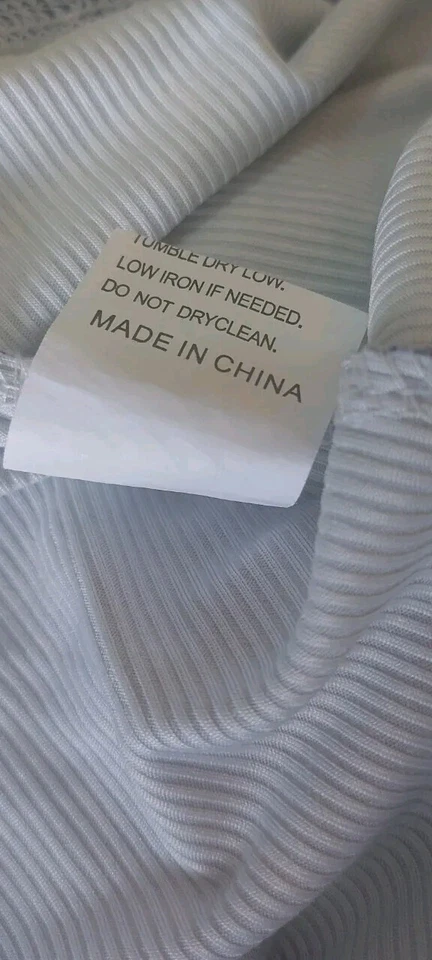 TUMBLE DRY LOW.
LOW IRON IF NEEDED.
DO NOT DRYCLEAN.
MADE IN CHINA